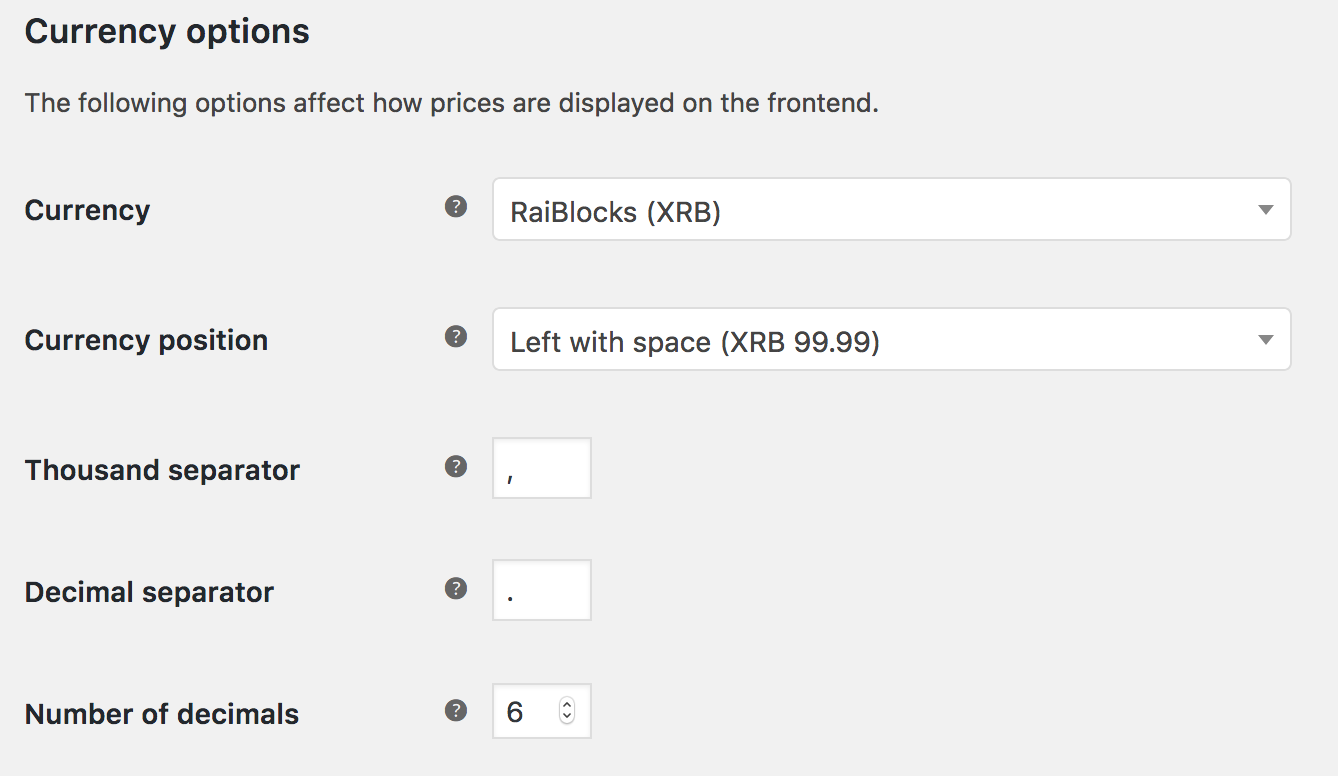 Currency options
The following options affect how prices are displayed on the frontend.
Currency ? RaiBlocks (XRB)
Currency position ? Left with space (XRB 99.99)
Thousand separator ? ,
Decimal separator ? .
Number of decimals ? 6